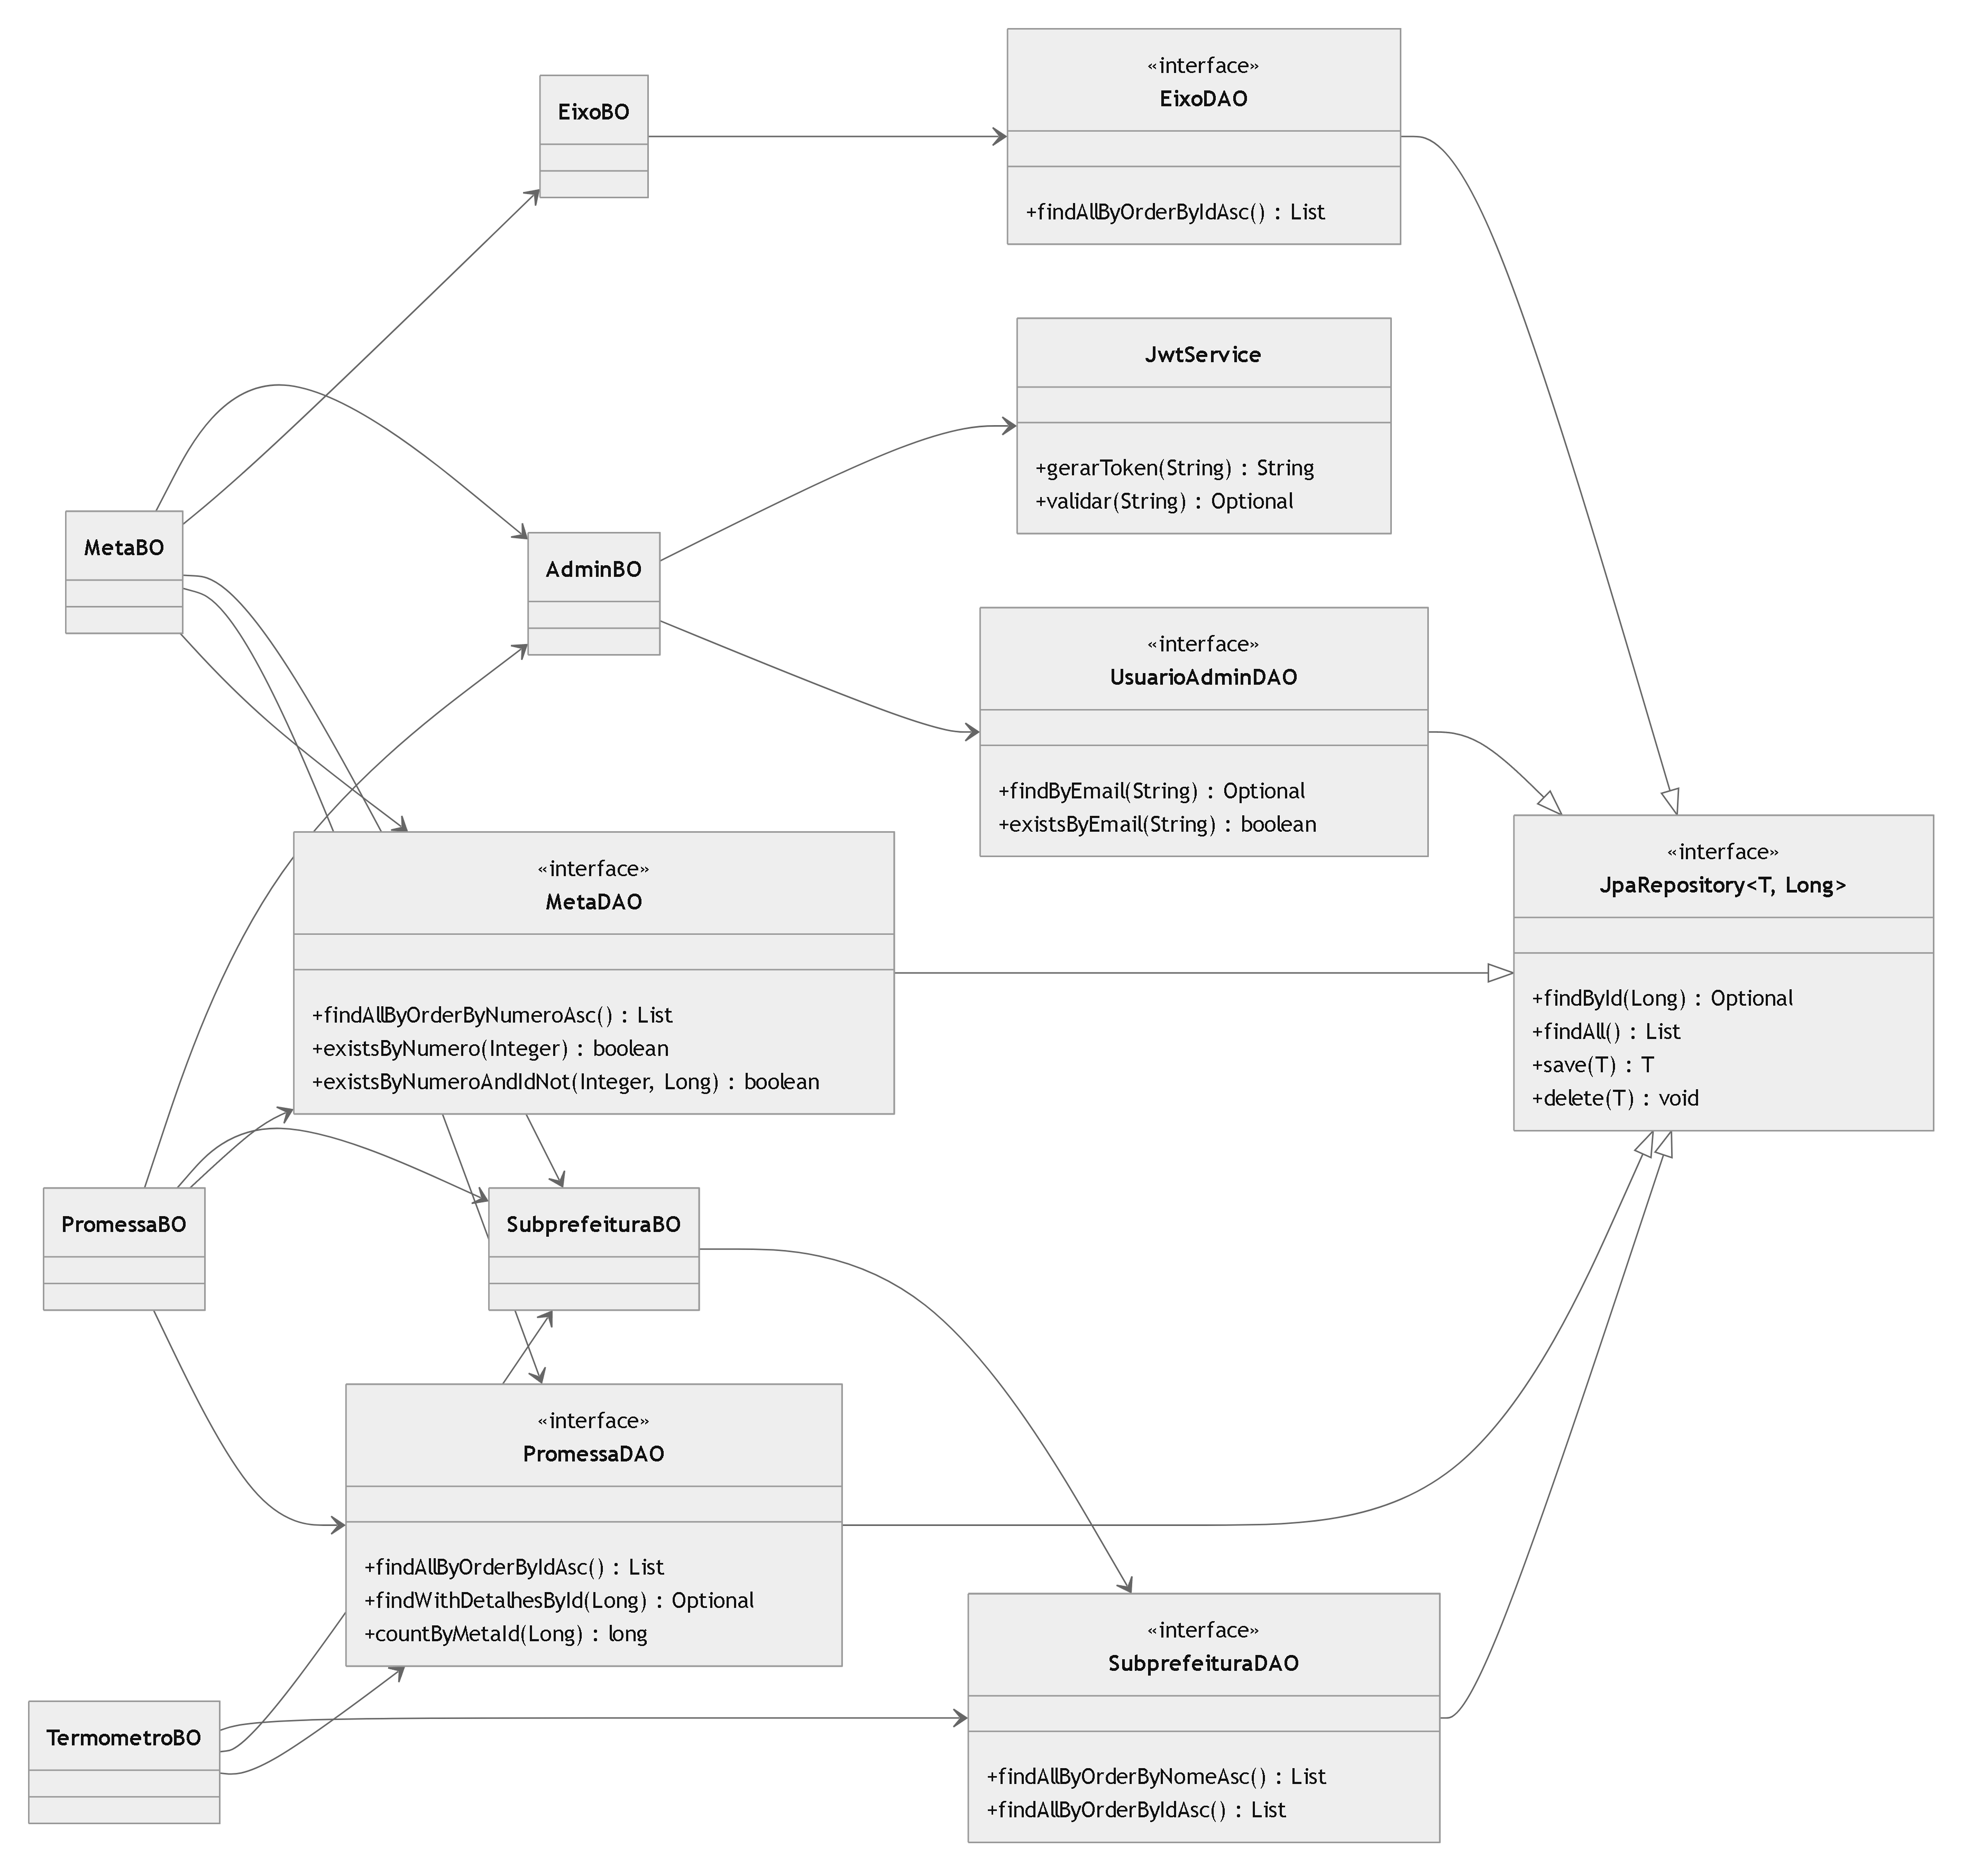 «interface»
EixoDAO
+findAllByOrderByIdAsc() : List
EixoBO
JwtService
+gerarToken(String) : String
+validar(String) : Optional
MetaBO
AdminBO
«interface»
UsuarioAdminDAO
+findByEmail(String) : Optional
+existsByEmail(String) : boolean
«interface»
MetaDAO
+findAllByOrderByNumeroAsc() : List
+existsByNumero(Integer) : boolean
+existsByNumeroAndIdNot(Integer, Long) : boolean
«interface»
JpaRepository<T, Long>
+findById(Long) : Optional
+findAll() : List
+save(T) : T
+delete(T) : void
PromessaBO
SubprefeituraBO
«interface»
PromessaDAO
+findAllByOrderByIdAsc() : List
+findWithDetalhesById(Long) : Optional
+countByMetaId(Long) : long
TermometroBO
«interface»
SubprefeituraDAO
+findAllByOrderByNomeAsc() : List
+findAllByOrderByIdAsc() : List